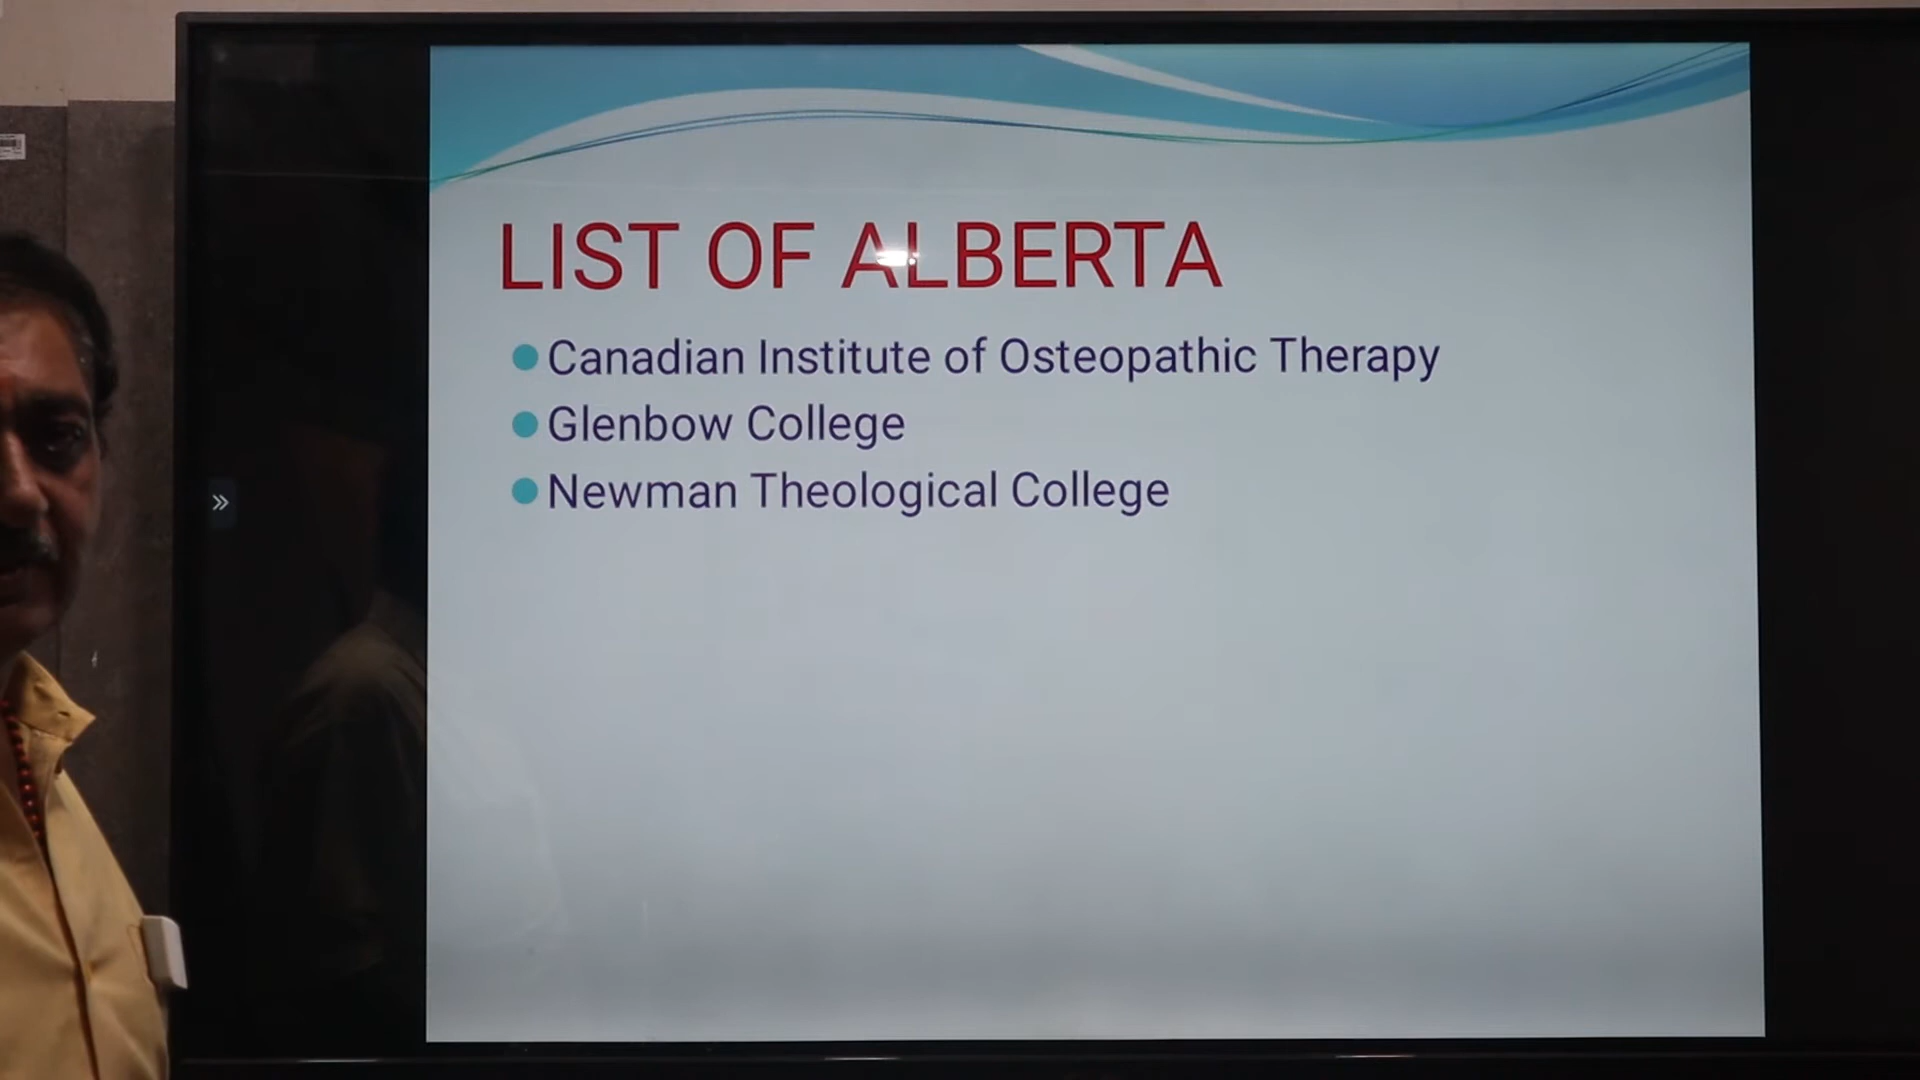 LIST OF ALBERTA
Canadian Institute of Osteopathic Therapy
Glenbow College
Newman Theological College